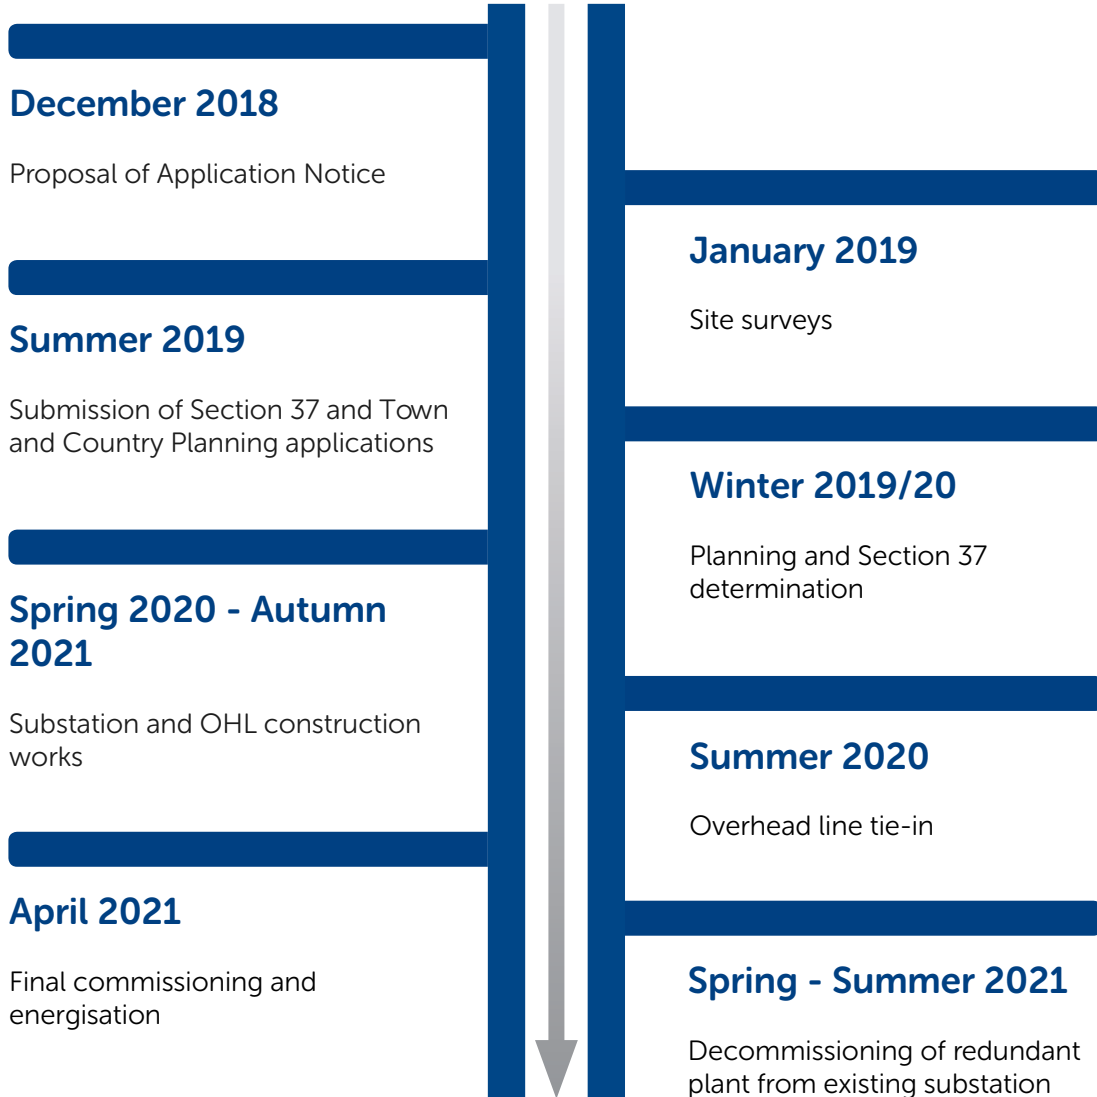 December 2018
Proposal of Application Notice
January 2019
Site surveys
Summer 2019
Submission of Section 37 and Town
and Country Planning applications
Winter 2019/20
Planning and Section 37
determination
Spring 2020 - Autumn
2021
Substation and OHL construction
works
Summer 2020
Overhead line tie-in
April 2021
Final commissioning and
energisation
Spring - Summer 2021
Decommissioning of redundant
plant from existing substation